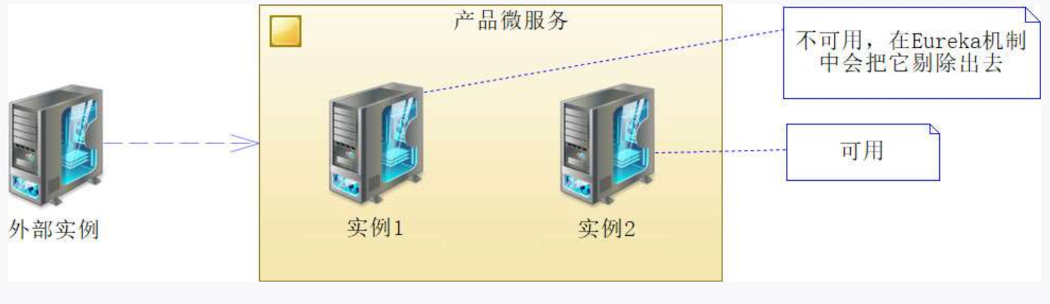 产品微服务
不可用，在Eureka机制
中会把它剔除出去
可用
外部实例
实例1
实例2